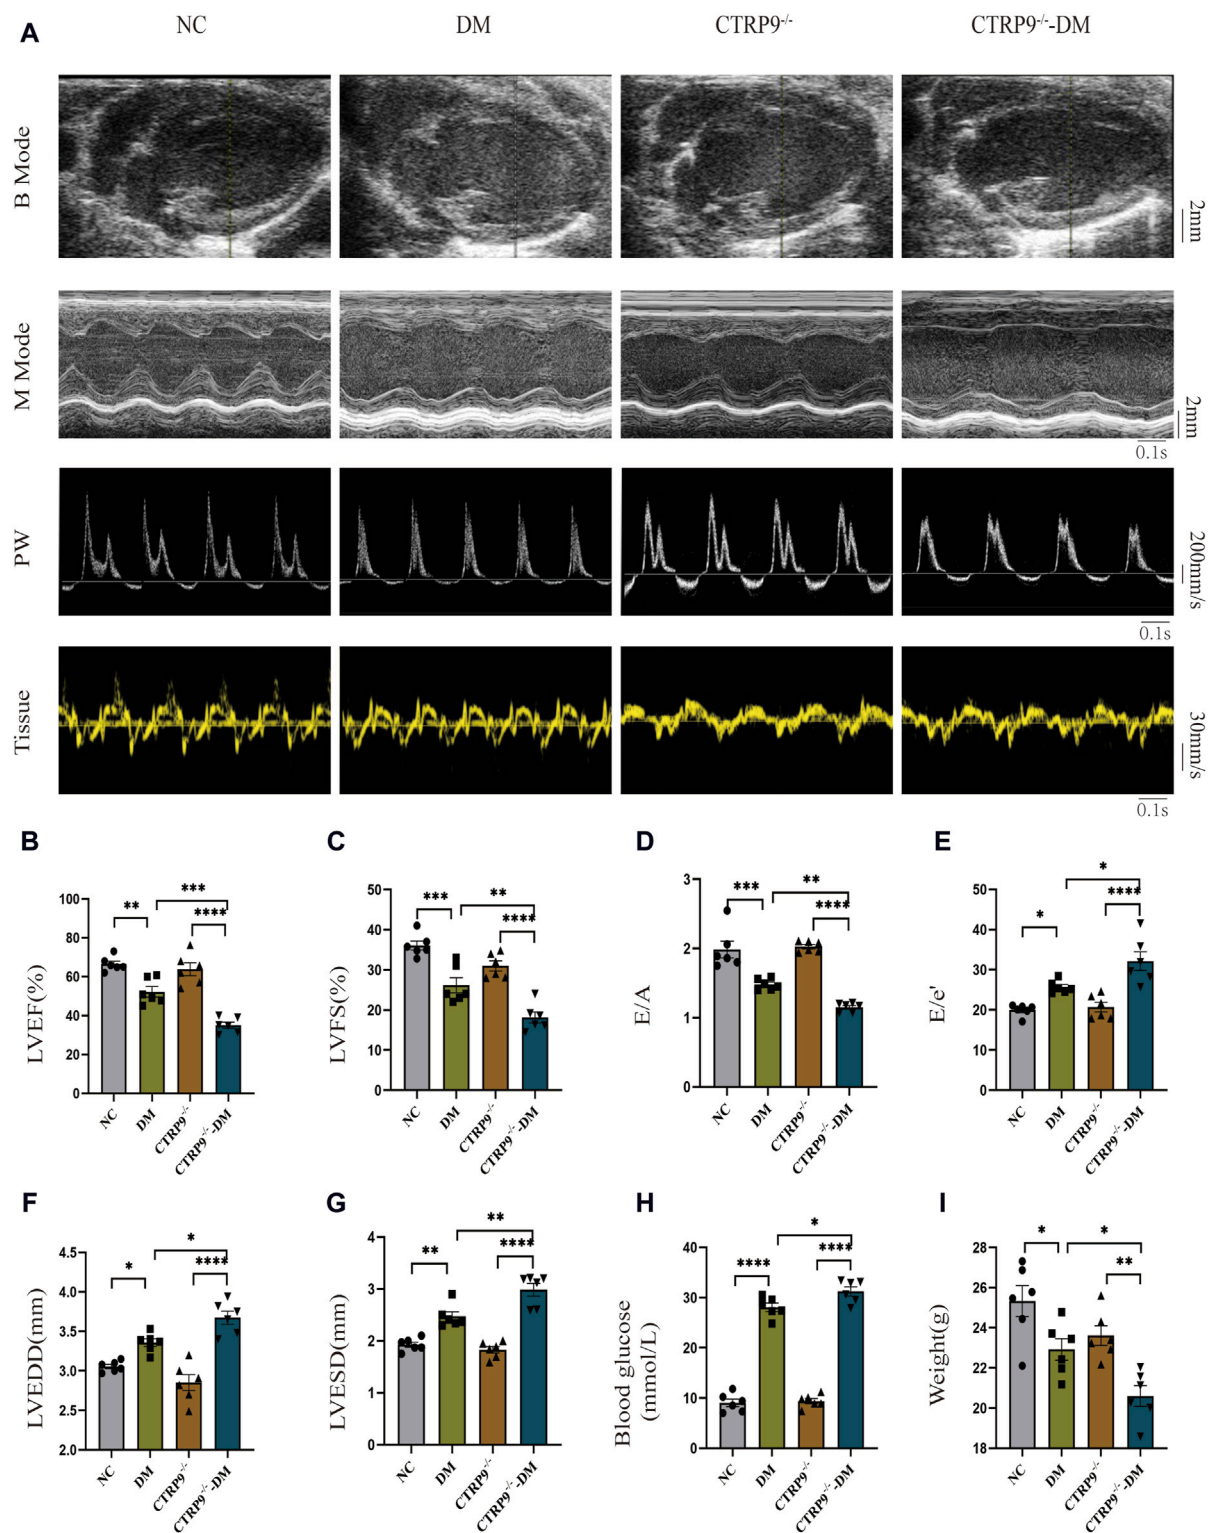 A
NC DM CTRP9-/- CTRP9-/--DM
B Mode
2mm
M Mode
2mm
0.1s
PW
200mm/s
0.1s
Tissue
30mm/s
0.1s
B
LVEF(%)
100
80
60
40
20
0
** *** ****
NC DM CTRP9-/- CTRP9-/--DM
C
LVFS(%)
50
40
30
20
10
0
*** ** ****
NC DM CTRP9-/- CTRP9-/--DM
D
E/A
3
2
1
0
*** ** ****
NC DM CTRP9-/- CTRP9-/--DM
E
E/e'
50
40
30
20
10
0
* * ****
NC DM CTRP9-/- CTRP9-/--DM
F
LVEDD(mm)
4.5
4.0
3.5
3.0
2.5
2.0
* * ****
NC DM CTRP9-/- CTRP9-/--DM
G
LVESD(mm)
4
3
2
1
0
** ** ****
NC DM CTRP9-/- CTRP9-/--DM
H
Blood glucose
(mmol/L)
40
30
20
10
0
**** * ****
NC DM CTRP9-/- CTRP9-/--DM
I
Weight(g)
28
26
24
22
20
18
* * **
NC DM CTRP9-/- CTRP9-/--DM